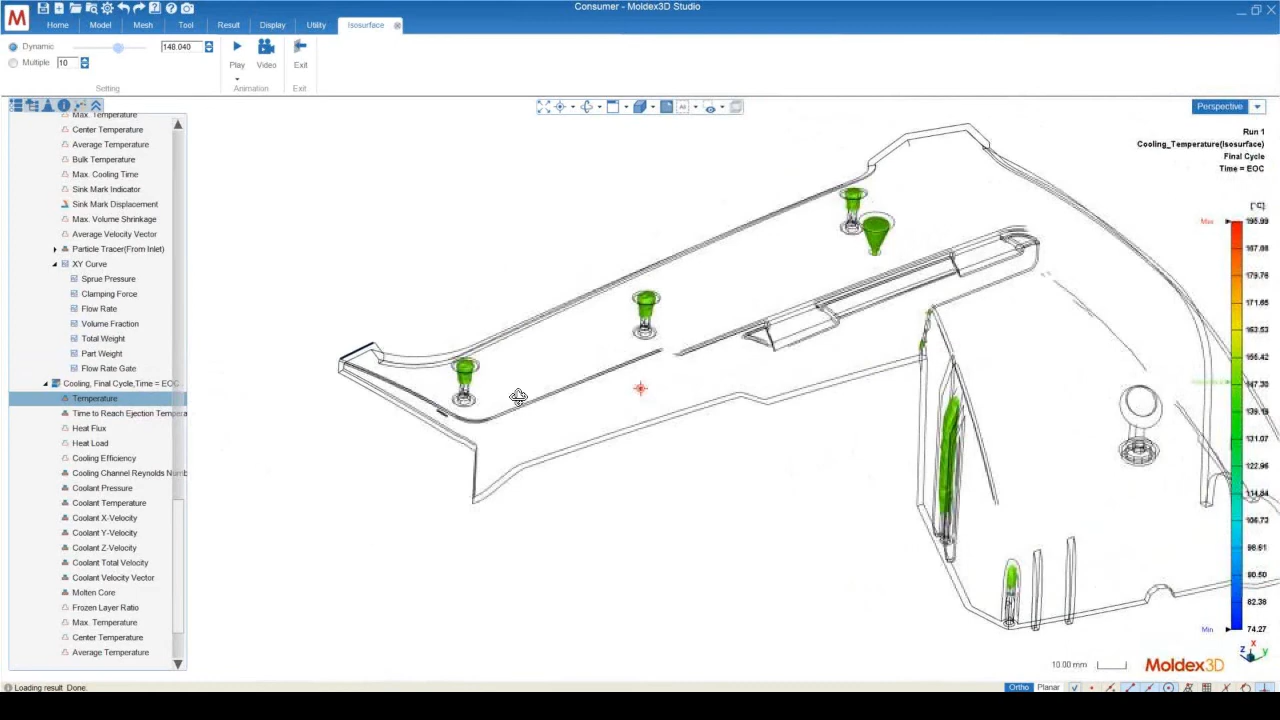 Consumer - Moldex3D Studio
M
Home Model Mesh Tool Result Display Utility Isosurface
Dynamic 148.040
Multiple 10
Play Video Exit
Setting Animation Exit
Perspective
Run 1
Cooling_Temperature(Isosurface)
Final Cycle
Time = EOC
Max. Temperature
Center Temperature
Average Temperature
Bulk Temperature
Max. Cooling Time
Sink Mark Indicator
Sink Mark Displacement
Max. Volume Shrinkage
Average Velocity Vector
Particle Tracer(From Inlet)
XY Curve
Sprue Pressure
Clamping Force
Flow Rate
Volume Fraction
Total Weight
Part Weight
Flow Rate Gate
Cooling, Final Cycle,Time = EOC
Temperature
Time to Reach Ejection Tempera
Heat Flux
Heat Load
Cooling Efficiency
Cooling Channel Reynolds Numb
Coolant Pressure
Coolant Temperature
Coolant X-Velocity
Coolant Y-Velocity
Coolant Z-Velocity
Coolant Total Velocity
Coolant Velocity Vector
Molten Core
Frozen Layer Ratio
Max. Temperature
Center Temperature
Average Temperature
[°C]
Max 195.99
187.88
179.76
171.65
163.53
155.42
147.30
139.19
131.07
122.96
114.84
106.73
98.61
90.50
82.38
Min 74.27
X
Z Y
10.00 mm
Moldex3D
Loading result Done.
Ortho Planar